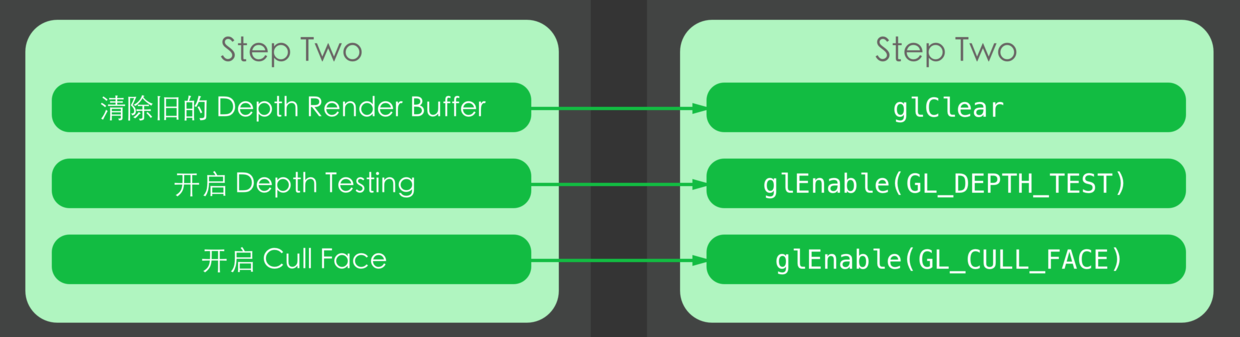 Step Two
清除旧的 Depth Render Buffer
开启 Depth Testing
开启 Cull Face
Step Two
glClear
glEnable(GL_DEPTH_TEST)
glEnable(GL_CULL_FACE)